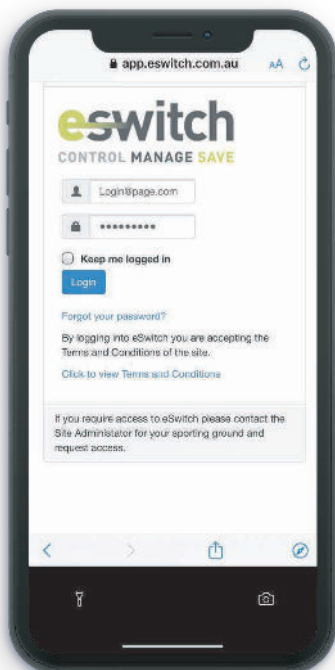 app.eswitch.com.au AA
eswitch
CONTROL MANAGE SAVE
Login@page.com
Keep me logged in
Login
Forgot your password?
By logging into eSwitch you are accepting the
Terms and Conditions of the site.
Click to view Terms and Conditions
If you require access to eSwitch please contact the
Site Administator for your sporting ground and
request access.